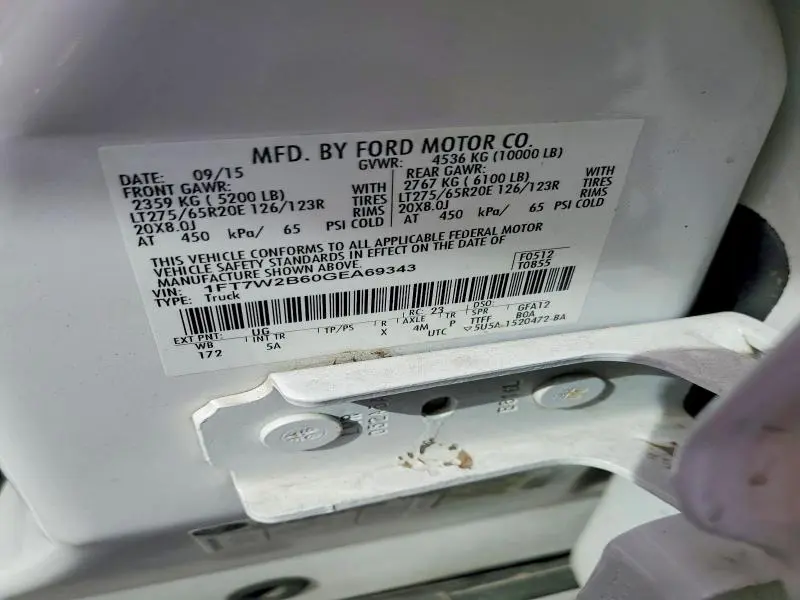 MFD. BY FORD MOTOR CO.
DATE: 09/15 GVWR: 4536 KG (10000 LB)
FRONT GAWR: REAR GAWR:
2359 KG ( 5200 LB) WITH 2767 KG ( 6100 LB) WITH
LT275/65R20E 126/123R TIRES LT275/65R20E 126/123R TIRES
20X8.0J RIMS 20X8.0J RIMS
AT 450 kPa/ 65 PSI COLD AT 450 kPa/ 65 PSI COLD
THIS VEHICLE CONFORMS TO ALL APPLICABLE FEDERAL MOTOR
VEHICLE SAFETY STANDARDS IN EFFECT ON THE DATE OF
MANUFACTURE SHOWN ABOVE.
VIN: 1FT7W2B60GEA69343 F0512
TYPE: Truck T0855
EXT PNT: UG RC: 23 DSO:
WB INT TR TP/PS R AXLE TR SPR GFA12
172 5A X 4M P TTFF B0A
UTC ▽5U5A-1520472-BA